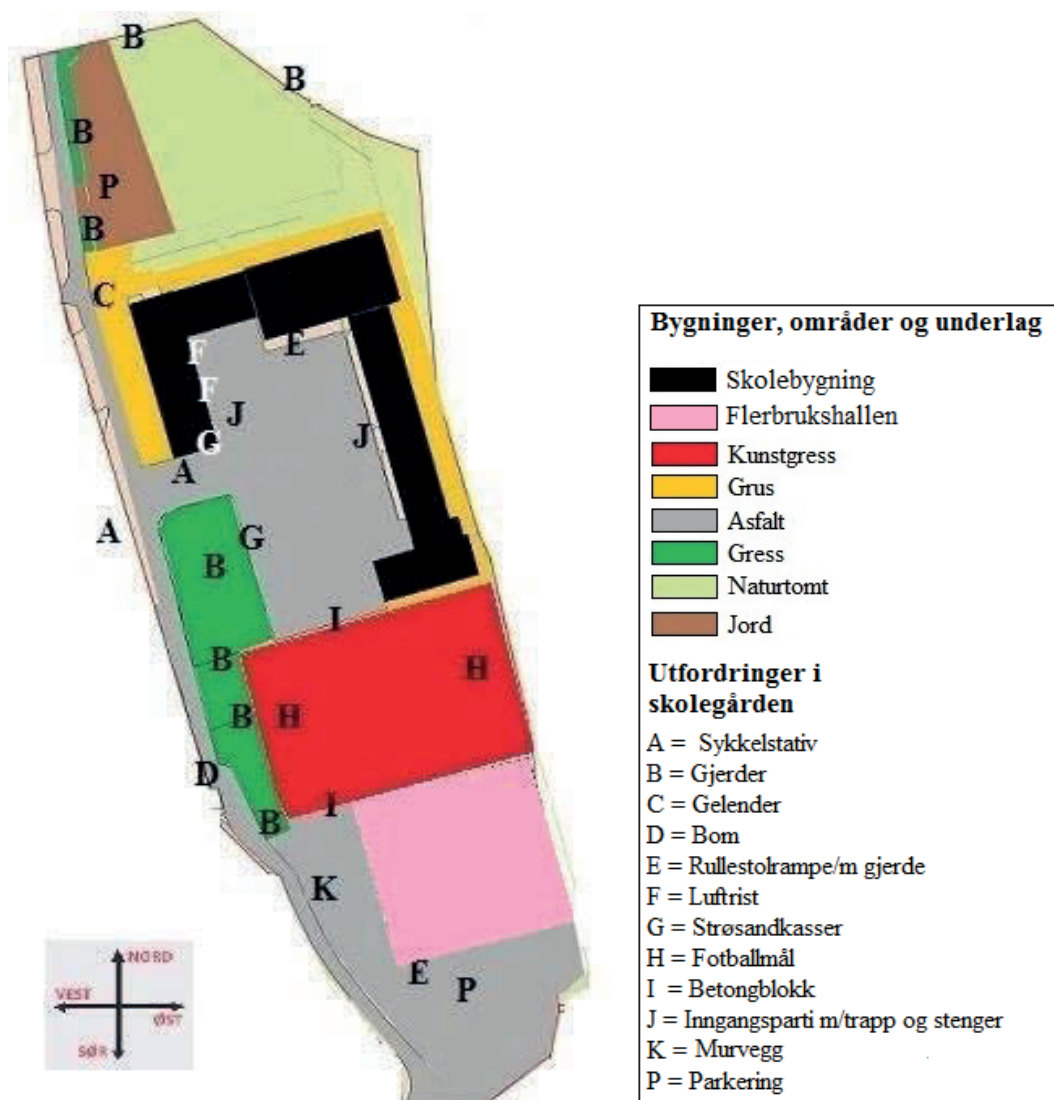 B
B
B
P
B
C
F
E
F
J
J
G
A
A
G
B
I
B
H
B
H
D
I
B
K
E
P
NORD
VEST
ØST
SØR
Bygninger, områder og underlag
Skolebygning
Flerbrukshallen
Kunstgress
Grus
Asfalt
Gress
Naturtomt
Jord
Utfordringer i
skolegården
A = Sykkelstativ
B = Gjerder
C = Gelender
D = Bom
E = Rullestolrampe/m gjerde
F = Luftrist
G = Strøsandkasser
H = Fotballmål
I = Betongblokk
J = Inngangsparti m/trapp og stenger
K = Murvegg
P = Parkering